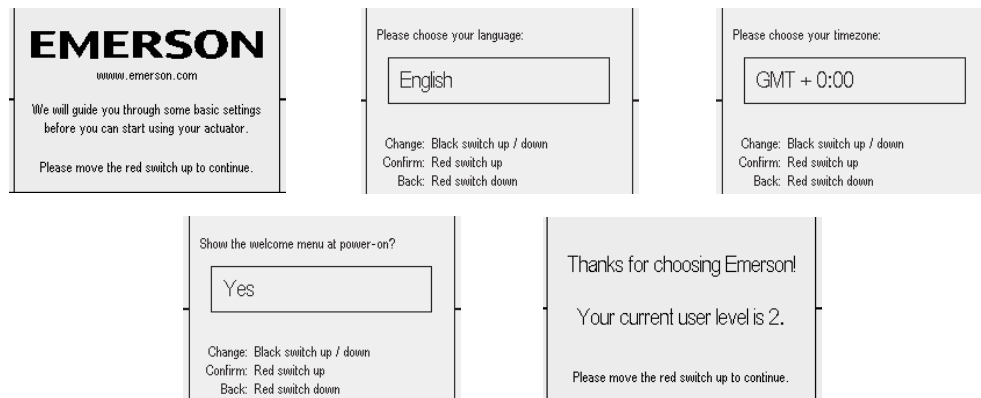 EMERSON
www.emerson.com
We will guide you through some basic settings
before you can start using your actuator.
Please move the red switch up to continue.
Please choose your language:
English
Change: Black switch up / down
Confirm: Red switch up
Back: Red switch down
Please choose your timezone:
GMT + 0:00
Change: Black switch up / down
Confirm: Red switch up
Back: Red switch down
Show the welcome menu at power-on?
Yes
Change: Black switch up / down
Confirm: Red switch up
Back: Red switch down
Thanks for choosing Emerson!
Your current user level is 2.
Please move the red switch up to continue.